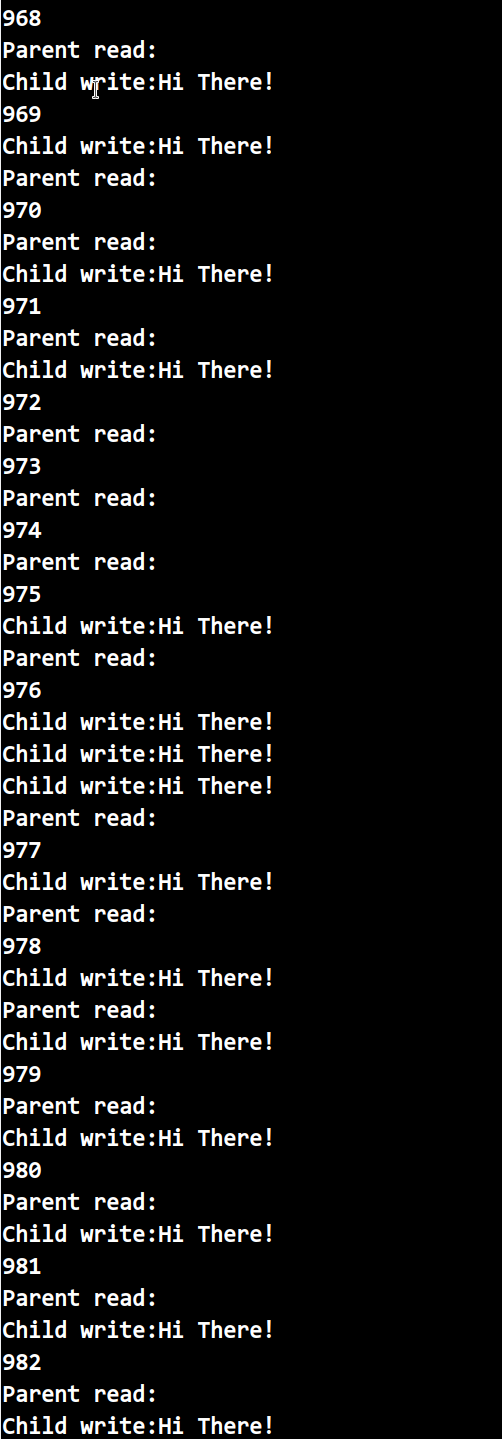 968
Parent read:
Child write:Hi There!
969
Child write:Hi There!
Parent read:
970
Parent read:
Child write:Hi There!
971
Parent read:
Child write:Hi There!
972
Parent read:
973
Parent read:
974
Parent read:
975
Child write:Hi There!
Parent read:
976
Child write:Hi There!
Child write:Hi There!
Child write:Hi There!
Parent read:
977
Child write:Hi There!
Parent read:
978
Child write:Hi There!
Parent read:
Child write:Hi There!
979
Parent read:
Child write:Hi There!
980
Parent read:
Child write:Hi There!
981
Parent read:
Child write:Hi There!
982
Parent read:
Child write:Hi There!